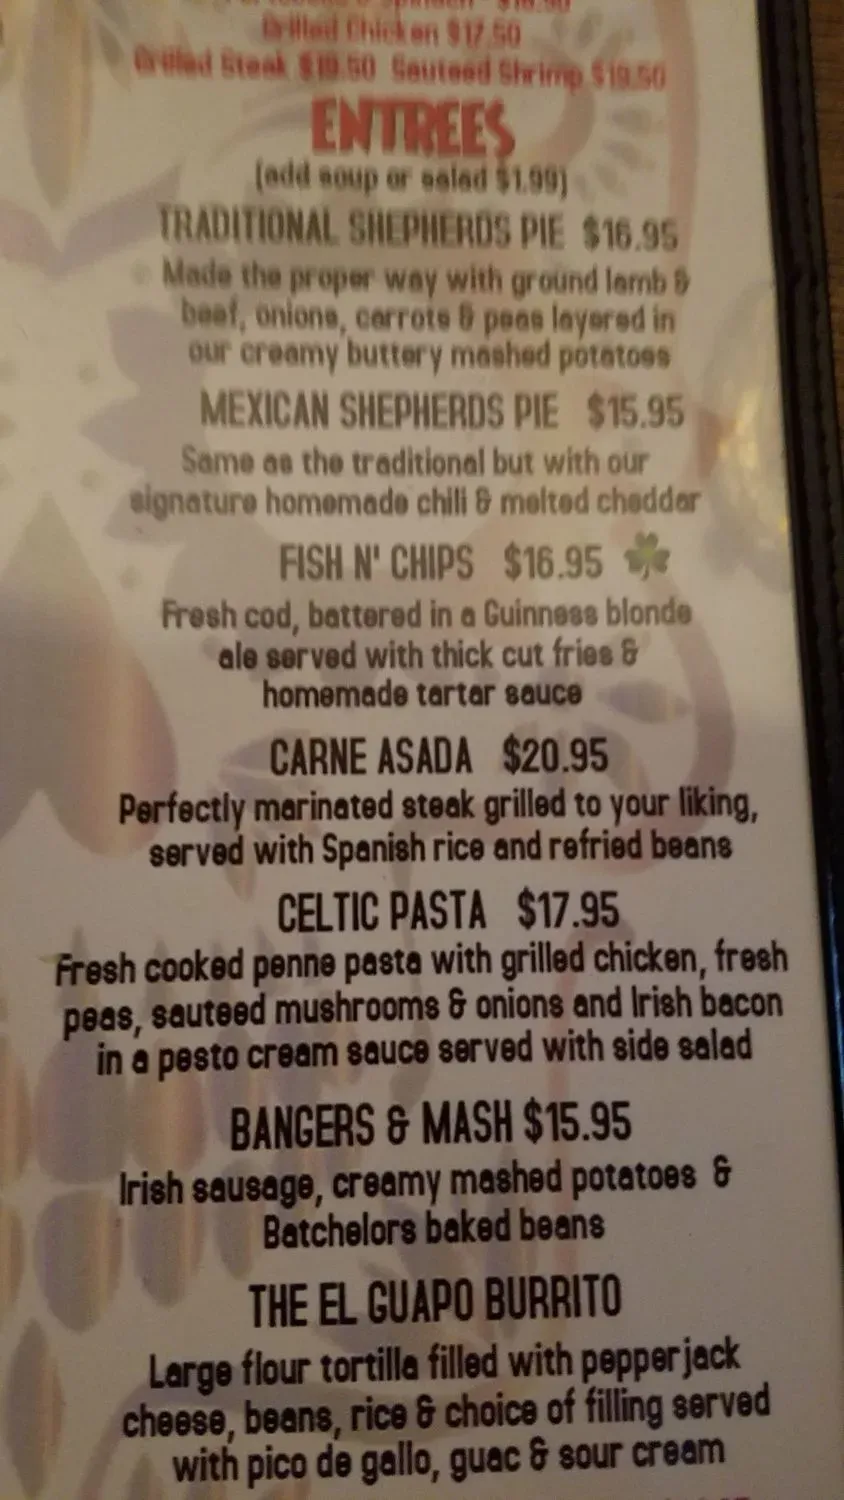 Grilled Chicken $17.50
Grilled Steak $19.50 Sauteed Shrimp $19.50
ENTREES
(add soup or salad $1.99)
TRADITIONAL SHEPHERDS PIE $16.95
Made the proper way with ground lamb &
beef, onions, carrots & peas layered in
our creamy buttery mashed potatoes
MEXICAN SHEPHERDS PIE $15.95
Same as the traditional but with our
signature homemade chili & melted cheddar
FISH N' CHIPS $16.95
Fresh cod, battered in a Guinness blonde
ale served with thick cut fries &
homemade tartar sauce
CARNE ASADA $20.95
Perfectly marinated steak grilled to your liking,
served with Spanish rice and refried beans
CELTIC PASTA $17.95
Fresh cooked penne pasta with grilled chicken, fresh
peas, sauteed mushrooms & onions and Irish bacon
in a pesto cream sauce served with side salad
BANGERS & MASH $15.95
Irish sausage, creamy mashed potatoes &
Batchelors baked beans
THE EL GUAPO BURRITO
Large flour tortilla filled with pepperjack
cheese, beans, rice & choice of filling served
with pico de gallo, guac & sour cream